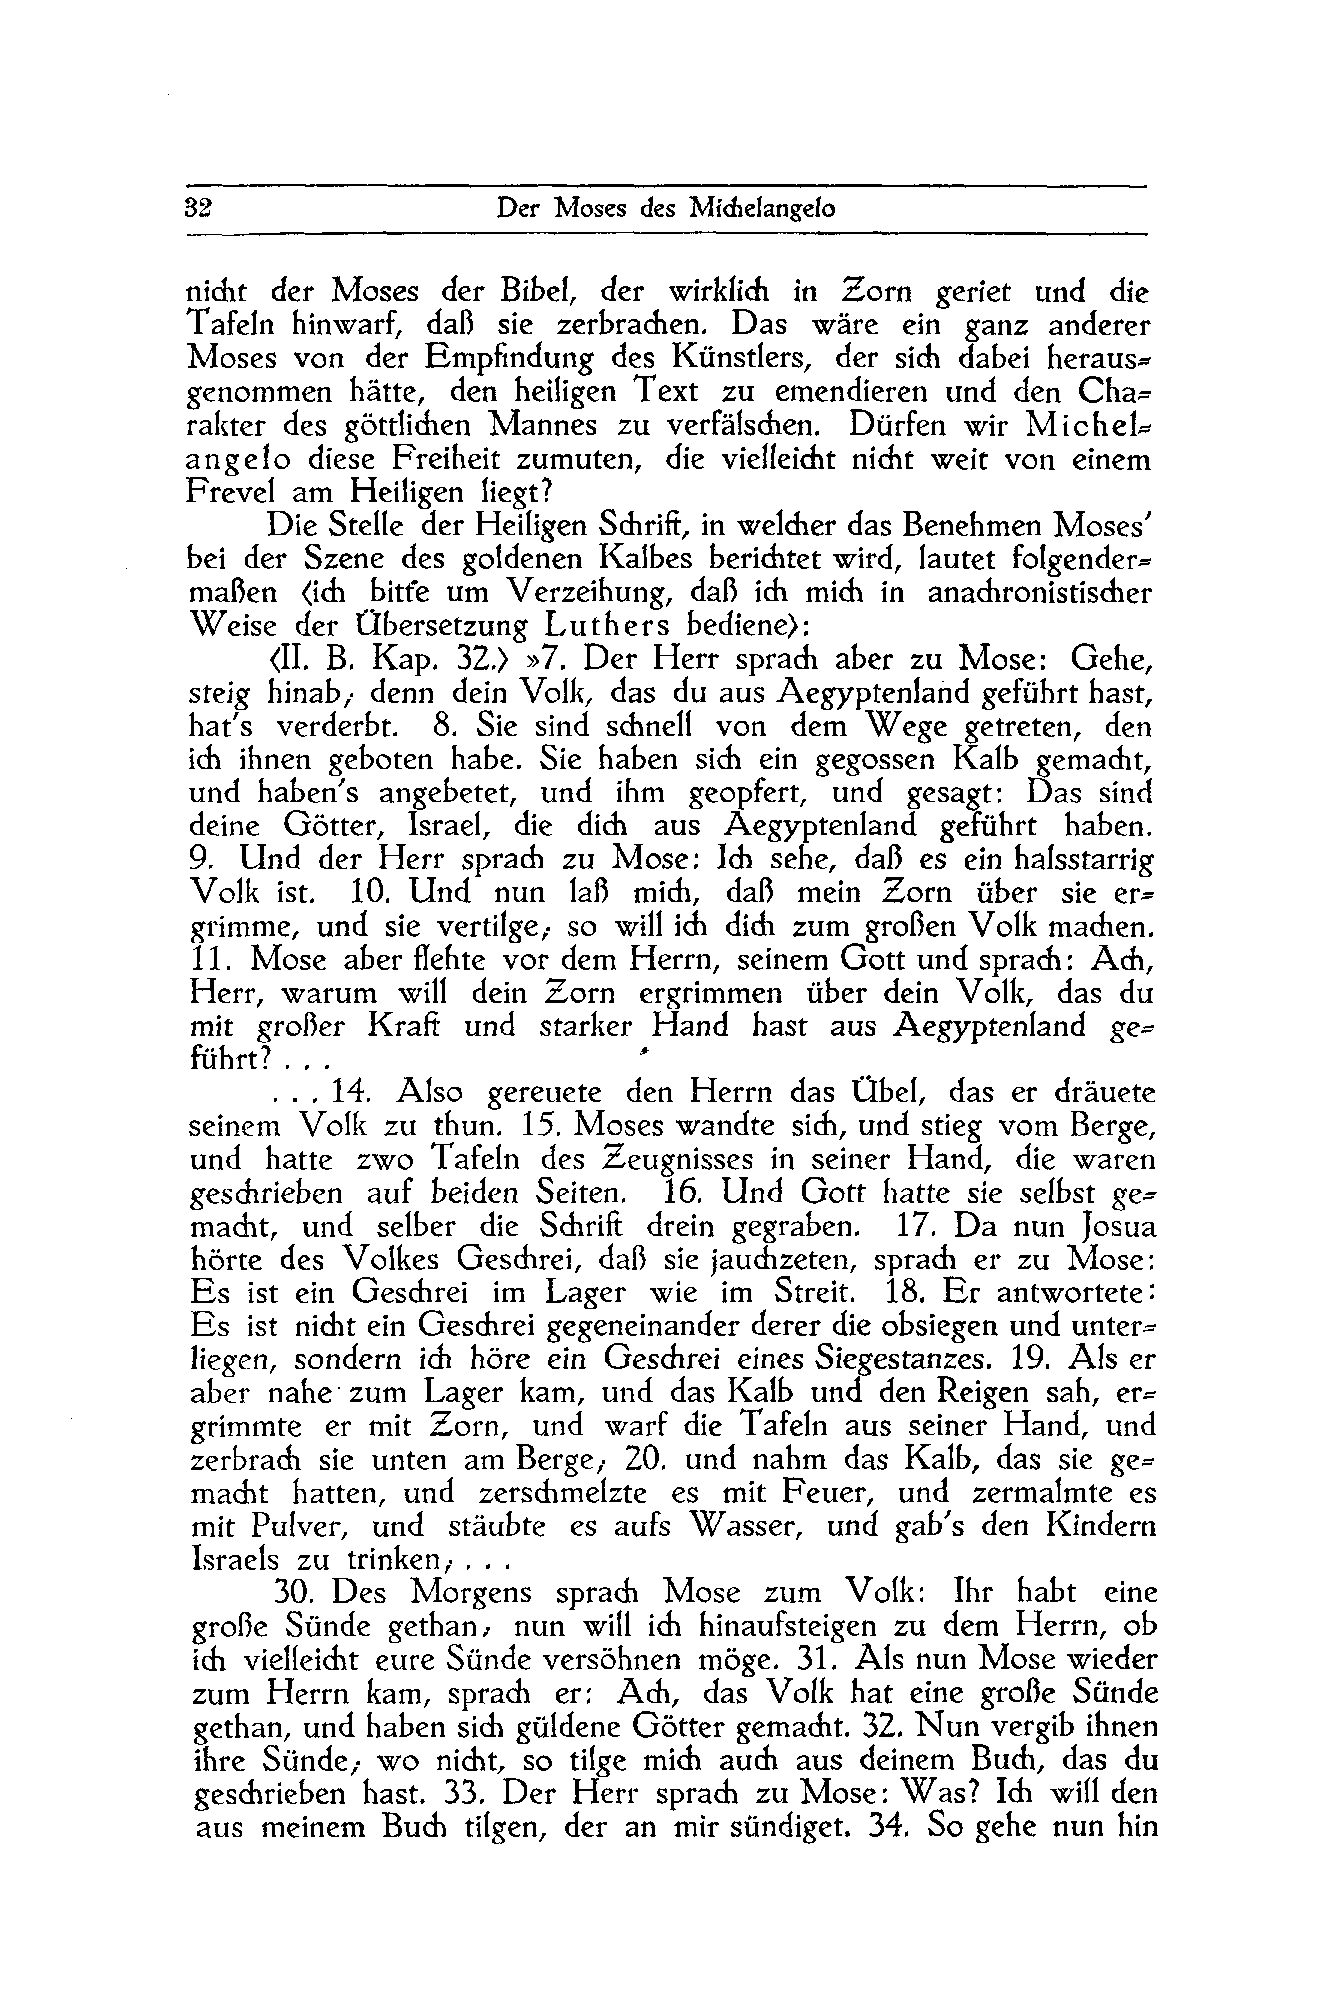 32 Der Moses des Michelangelo
nicht der Moses der Bibel, der wirklich in Zorn geriet und die
Tafeln hinwarf, daß sie zerbrachen. Das wäre ein ganz anderer
Moses von der Empfindung des Künstlers, der sich dabei heraus-
genommen hätte, den heiligen Text zu emendieren und den Cha-
rakter des göttlichen Mannes zu verfälschen. Dürfen wir Michel-
angelo diese Freiheit zumuten, die vielleicht nicht weit von einem
Frevel am Heiligen liegt?
Die Stelle der Heiligen Schrift, in welcher das Benehmen Moses'
bei der Szene des goldenen Kalbes berichtet wird, lautet folgender-
maßen (ich bitte um Verzeihung, daß ich mich in anachronistischer
Weise der Übersetzung Luthers bediene):
(II. B. Kap. 32.) »7. Der Herr sprach aber zu Mose: Gehe,
steig hinab; denn dein Volk, das du aus Aegyptenland geführt hast,
hat's verderbt. 8. Sie sind schnell von dem Wege getreten, den
ich ihnen geboten habe. Sie haben sich ein gegossen Kalb gemacht,
und haben's angebetet, und ihm geopfert, und gesagt: Das sind
deine Götter, Israel, die dich aus Aegyptenland geführt haben.
9. Und der Herr sprach zu Mose: Ich sehe, daß es ein halsstarrig
Volk ist. 10. Und nun laß mich, daß mein Zorn über sie er-
grimme, und sie vertilge; so will ich dich zum großen Volk machen.
11. Mose aber flehte vor dem Herrn, seinem Gott und sprach: Ach,
Herr, warum will dein Zorn ergrimmen über dein Volk, das du
mit großer Kraft und starker Hand hast aus Aegyptenland ge-
führt? . . .
. . . 14. Also gereuete den Herrn das Übel, das er dräuete
seinem Volk zu thun. 15. Moses wandte sich, und stieg vom Berge,
und hatte zwo Tafeln des Zeugnisses in seiner Hand, die waren
geschrieben auf beiden Seiten. 16. Und Gott hatte sie selbst ge-
macht, und selber die Schrift drein gegraben. 17. Da nun Josua
hörte des Volkes Geschrei, daß sie jauchzeten, sprach er zu Mose:
Es ist ein Geschrei im Lager wie im Streit. 18. Er antwortete:
Es ist nicht ein Geschrei gegeneinander derer die obsiegen und unter-
liegen, sondern ich höre ein Geschrei eines Siegestanzes. 19. Als er
aber nahe zum Lager kam, und das Kalb und den Reigen sah, er-
grimmte er mit Zorn, und warf die Tafeln aus seiner Hand, und
zerbrach sie unten am Berge; 20. und nahm das Kalb, das sie ge-
macht hatten, und zerschmelzte es mit Feuer, und zermalmte es
mit Pulver, und stäubte es aufs Wasser, und gab's den Kindern
Israels zu trinken; . . .
30. Des Morgens sprach Mose zum Volk: Ihr habt eine
große Sünde gethan; nun will ich hinaufsteigen zu dem Herrn, ob
ich vielleicht eure Sünde versöhnen möge. 31. Als nun Mose wieder
zum Herrn kam, sprach er: Ach, das Volk hat eine große Sünde
gethan, und haben sich güldene Götter gemacht. 32. Nun vergib ihnen
ihre Sünde; wo nicht, so tilge mich auch aus deinem Buch, das du
geschrieben hast. 33. Der Herr sprach zu Mose: Was? Ich will den
aus meinem Buch tilgen, der an mir sündiget. 34. So gehe nun hin